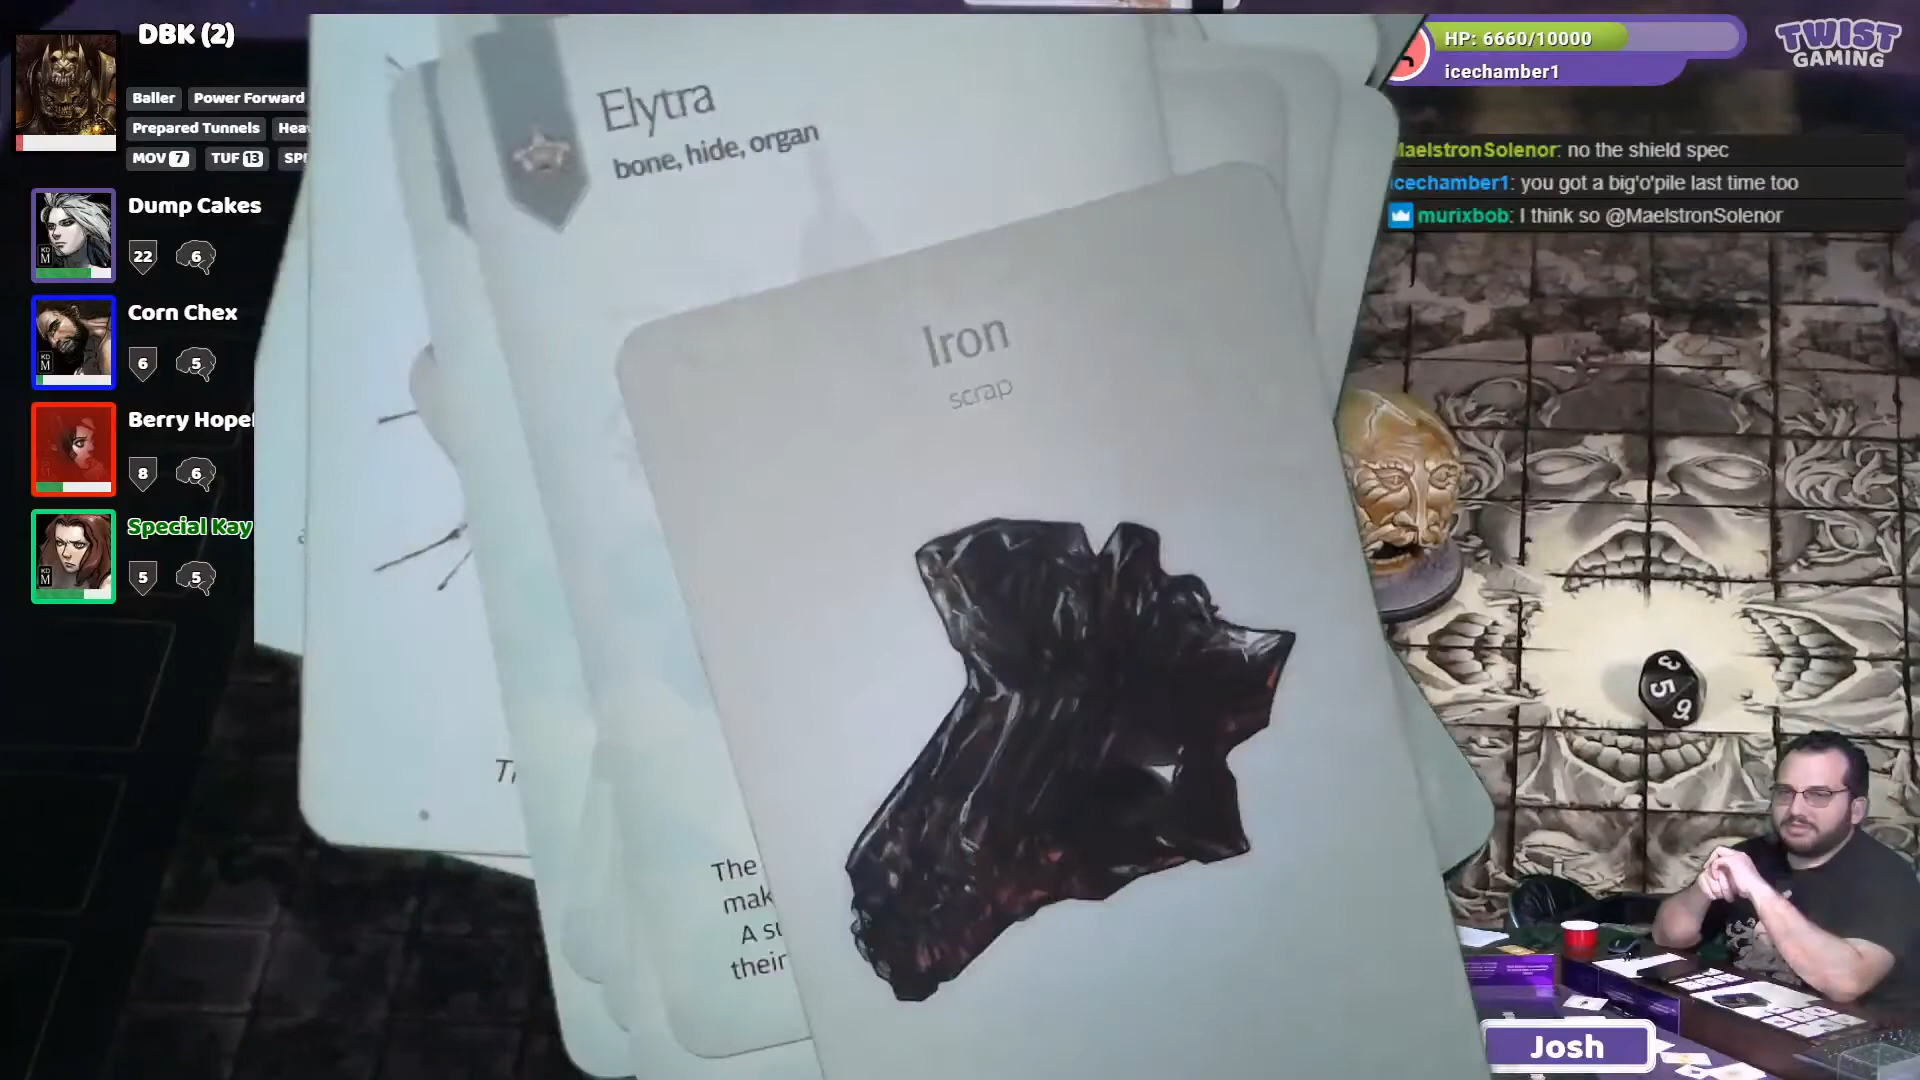 DBK (2)
Baller
Power Forward
Prepared Tunnels
MOV 7
TUF 13
Dump Cakes
22
6
Corn Chex
6
5
Berry
8
6
Special Kay
5
5
Elytra
bone, hide, organ
Iron
scrap
The
A
their
HP: 6660/10000
icechamber1
TWIST
GAMING
MaelstronSolenor: no the shield spec
icechamber1: you got a big'o'pile last time too
murixbob: I think so @MaelstronSolenor
3
5
9.
Josh